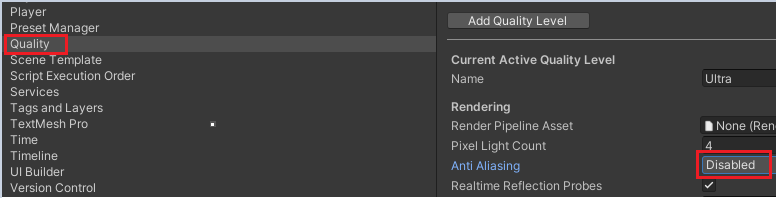 Player
Preset Manager
Quality
Scene Template
Script Execution Order
Services
Tags and Layers
TextMesh Pro
Time
Timeline
UI Builder
Version Control
Add Quality Level
Current Active Quality Level
Name Ultra
Rendering
Render Pipeline Asset None (Ren
Pixel Light Count 4
Anti Aliasing Disabled
Realtime Reflection Probes